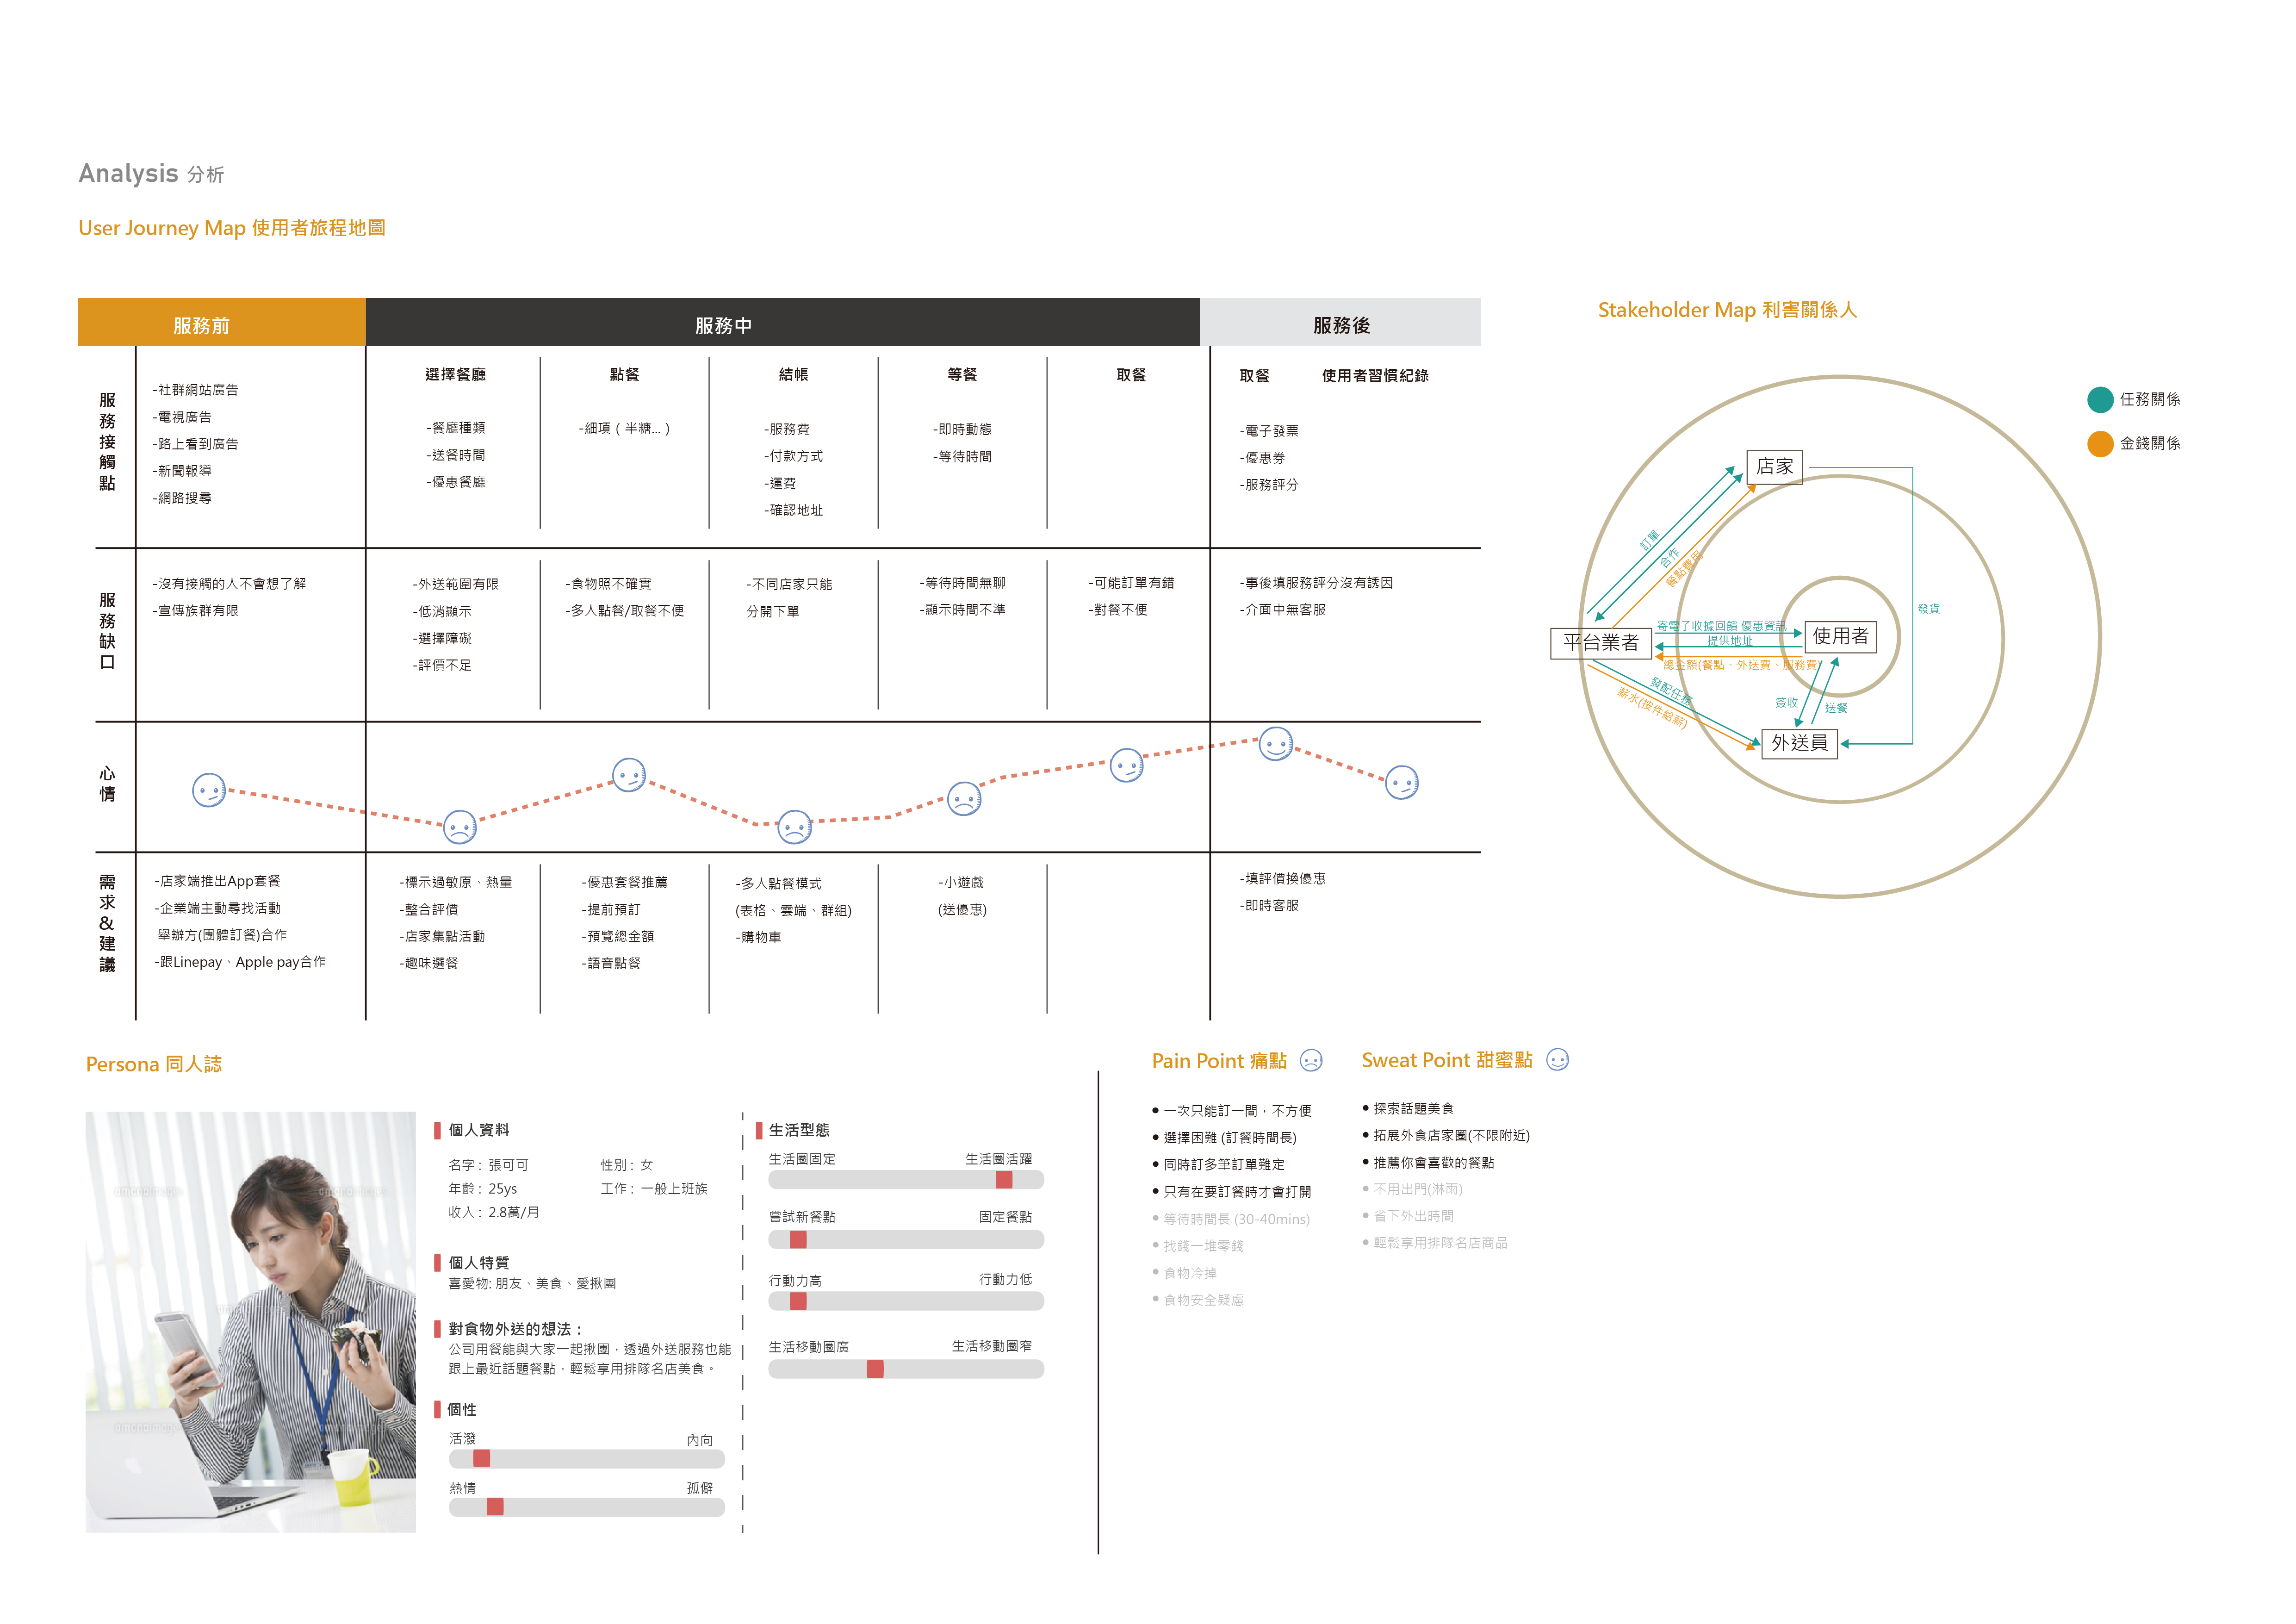 Analysis 分析
User Journey Map 使用者旅程地圖
服務前
服務中
服務後
服務接觸點
-社群網站廣告
-電視廣告
-路上看到廣告
-新聞報導
-網路搜尋
選擇餐廳
-餐廳種類
-送餐時間
-優惠餐廳
點餐
-細項（半糖...）
結帳
-服務費
-付款方式
-運費
-確認地址
等餐
-即時動態
-等待時間
取餐
取餐
使用者習慣紀錄
-電子發票
-優惠券
-服務評分
服務缺口
-沒有接觸的人不會想了解
-宣傳族群有限
-外送範圍有限
-低消顯示
-選擇障礙
-評價不足
-食物照不確實
-多人點餐/取餐不便
-不同店家只能
分開下單
-等待時間無聊
-顯示時間不準
-可能訂單有錯
-對餐不便
-事後填服務評分沒有誘因
-介面中無客服
心情
需求&建議
-店家端推出App套餐
-企業端主動尋找活動
舉辦方(團體訂餐)合作
-跟Linepay、Apple pay合作
-標示過敏原、熱量
-整合評價
-店家集點活動
-趣味選餐
-優惠套餐推薦
-提前預訂
-預覽總金額
-語音點餐
-多人點餐模式
(表格、雲端、群組)
-購物車
-小遊戲
(送優惠)
-填評價換優惠
-即時客服
Stakeholder Map 利害關係人
任務關係
金錢關係
店家
訂單
合作
餐點費用
發貨
平台業者
寄電子收據回饋 優惠資訊
提供地址
總金額(餐點、外送費、服務費)
使用者
發配任務
薪水(按件給薪)
簽收
送餐
外送員
Persona 同人誌
個人資料
名字： 張可可
性別： 女
年齡： 25ys
工作： 一般上班族
收入： 2.8萬/月
個人特質
喜愛物: 朋友、美食、愛揪團
對食物外送的想法：
公司用餐能與大家一起揪團，透過外送服務也能
跟上最近話題餐點，輕鬆享用排隊名店美食。
個性
活潑
內向
熱情
孤僻
生活型態
生活圈固定
生活圈活躍
嘗試新餐點
固定餐點
行動力高
行動力低
生活移動圈廣
生活移動圈窄
Pain Point 痛點
• 一次只能訂一間，不方便
• 選擇困難 (訂餐時間長)
• 同時訂多筆訂單難定
• 只有在要訂餐時才會打開
• 等待時間長 (30-40mins)
• 找錢一堆零錢
• 食物冷掉
• 食物安全疑慮
Sweat Point 甜蜜點
• 探索話題美食
• 拓展外食店家圈(不限附近)
• 推薦你會喜歡的餐點
• 不用出門(淋雨)
• 省下外出時間
• 輕鬆享用排隊名店商品